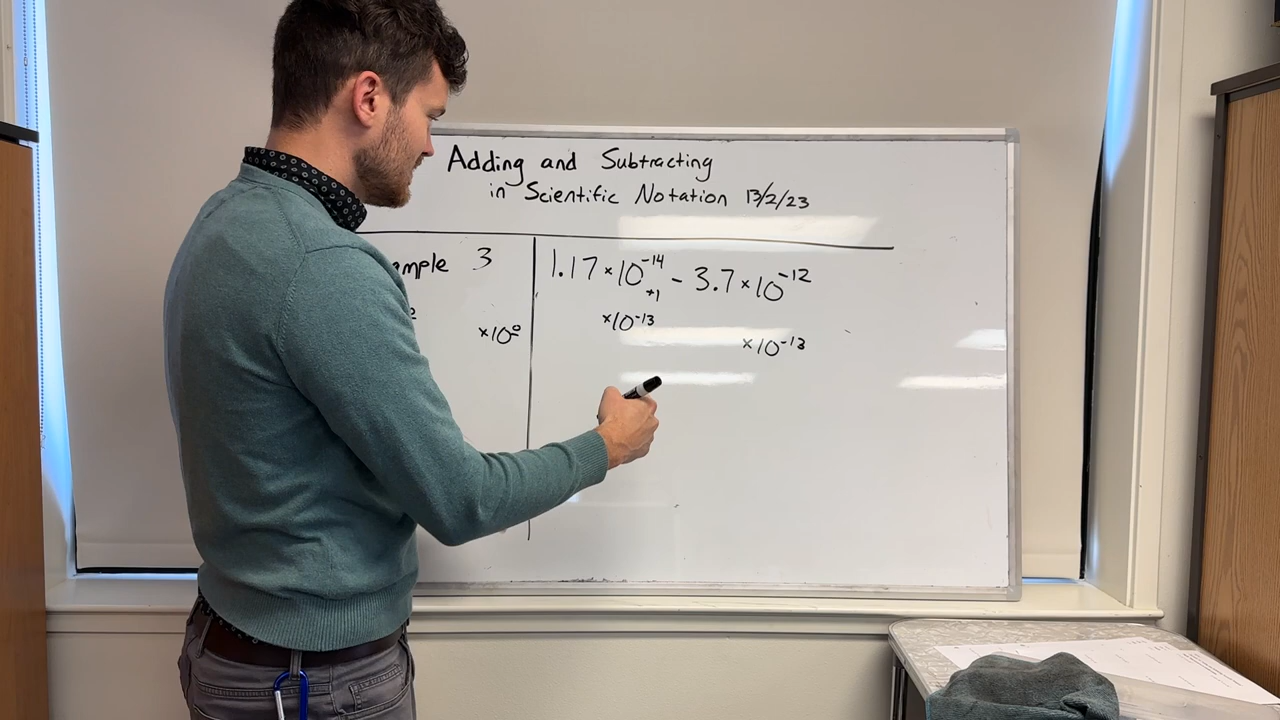 Adding and Subtracting
in Scientific Notation 13/2/23
ample 3
×10⁰
1.17×10⁻¹⁴ - 3.7×10⁻¹²
+1
×10⁻¹³
×10⁻¹³